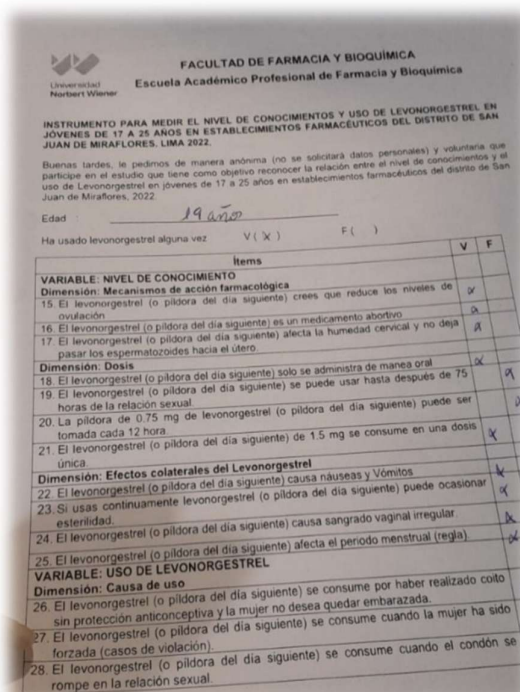 FACULTAD DE FARMACIA Y BIOQUÍMICA
Universidad
Norbert Wiener
Escuela Académico Profesional de Farmacia y Bioquímica
INSTRUMENTO PARA MEDIR EL NIVEL DE CONOCIMIENTOS Y USO DE LEVONORGESTREL EN
JÓVENES DE 17 A 25 AÑOS EN ESTABLECIMIENTOS FARMACÉUTICOS DEL DISTRITO DE SAN
JUAN DE MIRAFLORES. LIMA 2022.
Buenas tardes, le pedimos de manera anónima (no se solicitará datos personales) y voluntaria que
participe en el estudio que tiene como objetivo reconocer la relación entre el nivel de conocimientos y el
uso de Levonorgestrel en jóvenes de 17 a 25 años en establecimientos farmacéuticos del distrito de San
Juan de Miraflores, 2022.
Edad 19 años
Ha usado levonorgestrel alguna vez V ( X ) F ( )
Ítems V F
VARIABLE: NIVEL DE CONOCIMIENTO
Dimensión: Mecanismos de acción farmacológica
15. El levonorgestrel (o píldora del día siguiente) crees que reduce los niveles de
ovulación
16. El levonorgestrel (o píldora del día siguiente) es un medicamento abortivo
17. El levonorgestrel (o píldora del día siguiente) afecta la humedad cervical y no deja
pasar los espermatozoides hacia el útero.
Dimensión: Dosis
18. El levonorgestrel (o píldora del día siguiente) solo se administra de manea oral
19. El levonorgestrel (o píldora del día siguiente) se puede usar hasta después de 75
horas de la relación sexual.
20. La píldora de 0.75 mg de levonorgestrel (o píldora del día siguiente) puede ser
tomada cada 12 hora.
21. El levonorgestrel (o píldora del día siguiente) de 1.5 mg se consume en una dosis
única.
Dimensión: Efectos colaterales del Levonorgestrel
22. El levonorgestrel (o píldora del día siguiente) causa náuseas y Vómitos
23. Si usas continuamente levonorgestrel (o píldora del día siguiente) puede ocasionar
esterilidad.
24. El levonorgestrel (o píldora del día siguiente) causa sangrado vaginal irregular.
25. El levonorgestrel (o píldora del día siguiente) afecta el periodo menstrual (regla)
VARIABLE: USO DE LEVONORGESTREL
Dimensión: Causa de uso
26. El levonorgestrel (o píldora del día siguiente) se consume por haber realizado coito
sin protección anticonceptiva y la mujer no desea quedar embarazada.
27. El levonorgestrel (o píldora del día siguiente) se consume cuando la mujer ha sido
forzada (casos de violación).
28. El levonorgestrel (o píldora del día siguiente) se consume cuando el condón se
rompe en la relación sexual.